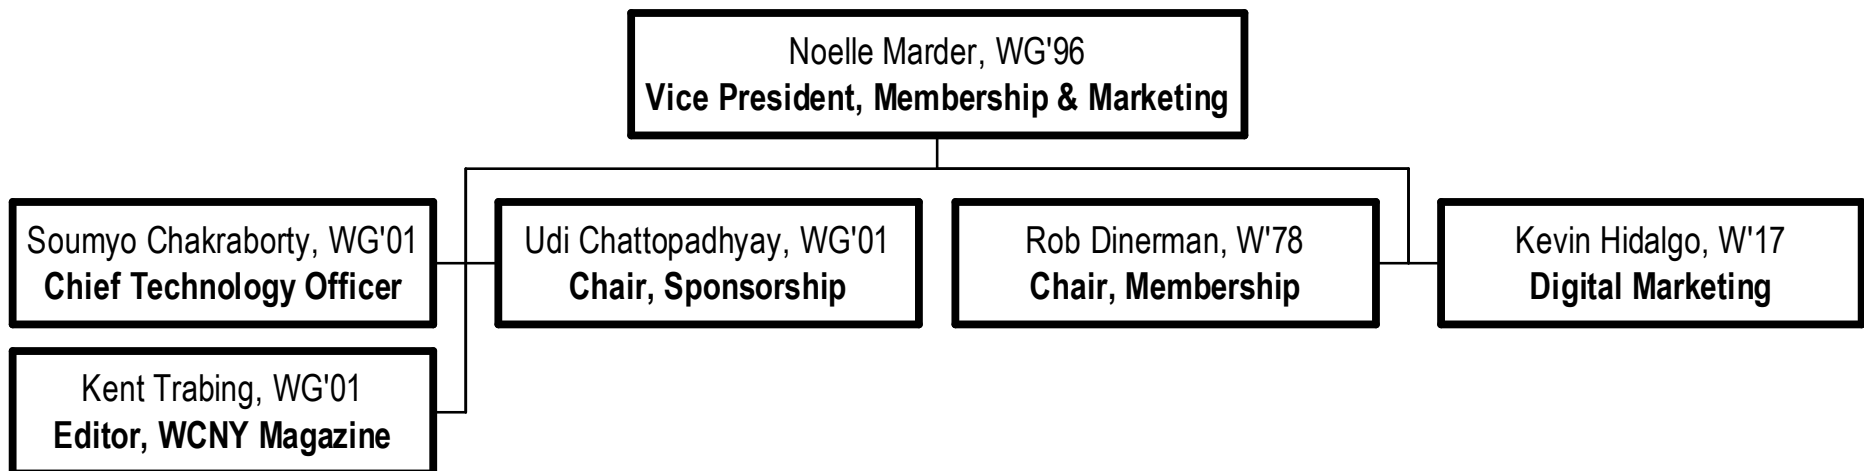 Noelle Marder, WG'96
Vice President, Membership & Marketing
Soumyo Chakraborty, WG'01
Chief Technology Officer
Udi Chattopadhyay, WG'01
Chair, Sponsorship
Rob Dinerman, W'78
Chair, Membership
Kevin Hidalgo, W'17
Digital Marketing
Kent Trabing, WG'01
Editor, WCNY Magazine